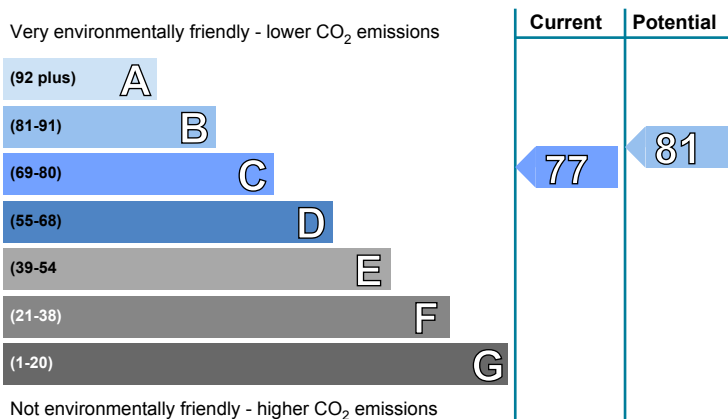 Current Potential
Very environmentally friendly - lower CO2 emissions
(92 plus) A
(81-91) B
(69-80) C
(55-68) D
(39-54 E
(21-38) F
(1-20) G
77
81
Not environmentally friendly - higher CO2 emissions